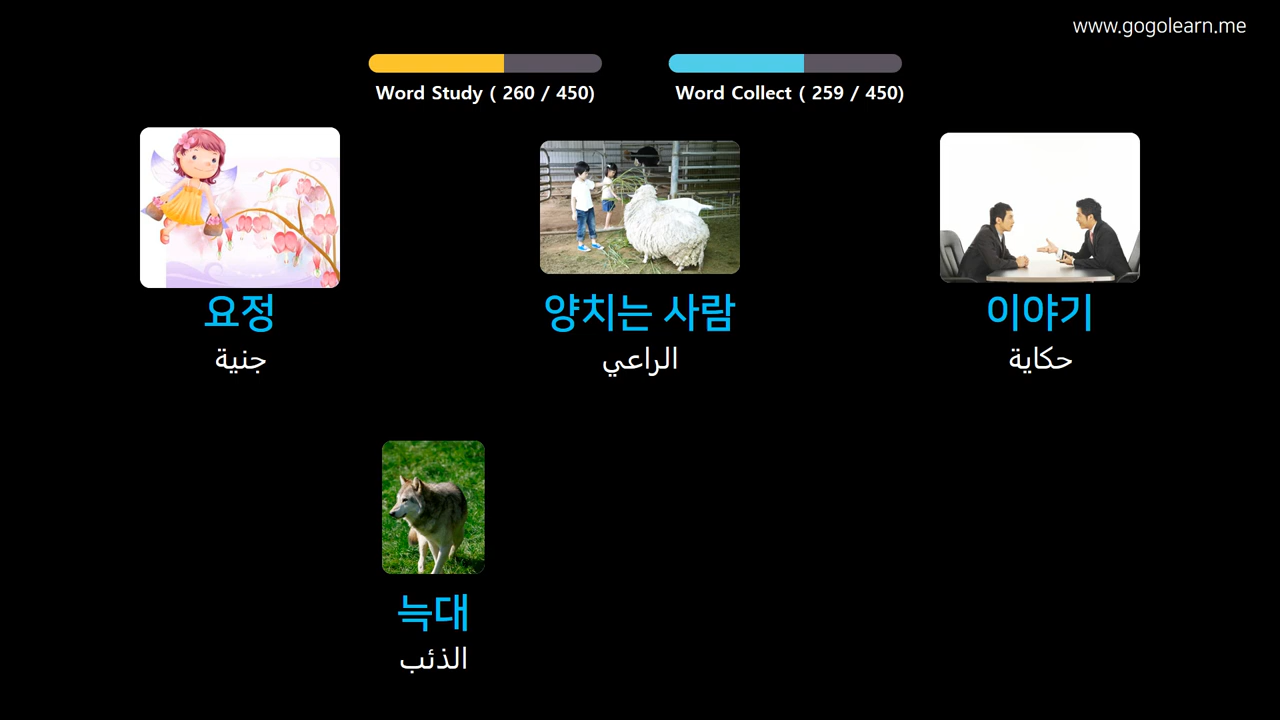 www.gogolearn.me
Word Study ( 260 / 450)
Word Collect ( 259 / 450)
요정
جنية
양치는 사람
الراعي
이야기
حكاية
늑대
الذئب